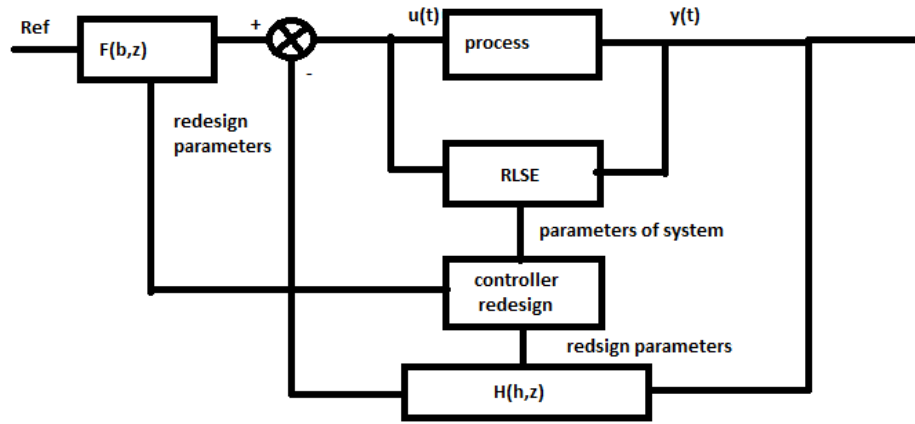 Ref
F(b,z)
+
-
u(t)
process
y(t)
redesign
parameters
RLSE
parameters of system
controller
redesign
redsign parameters
H(h,z)